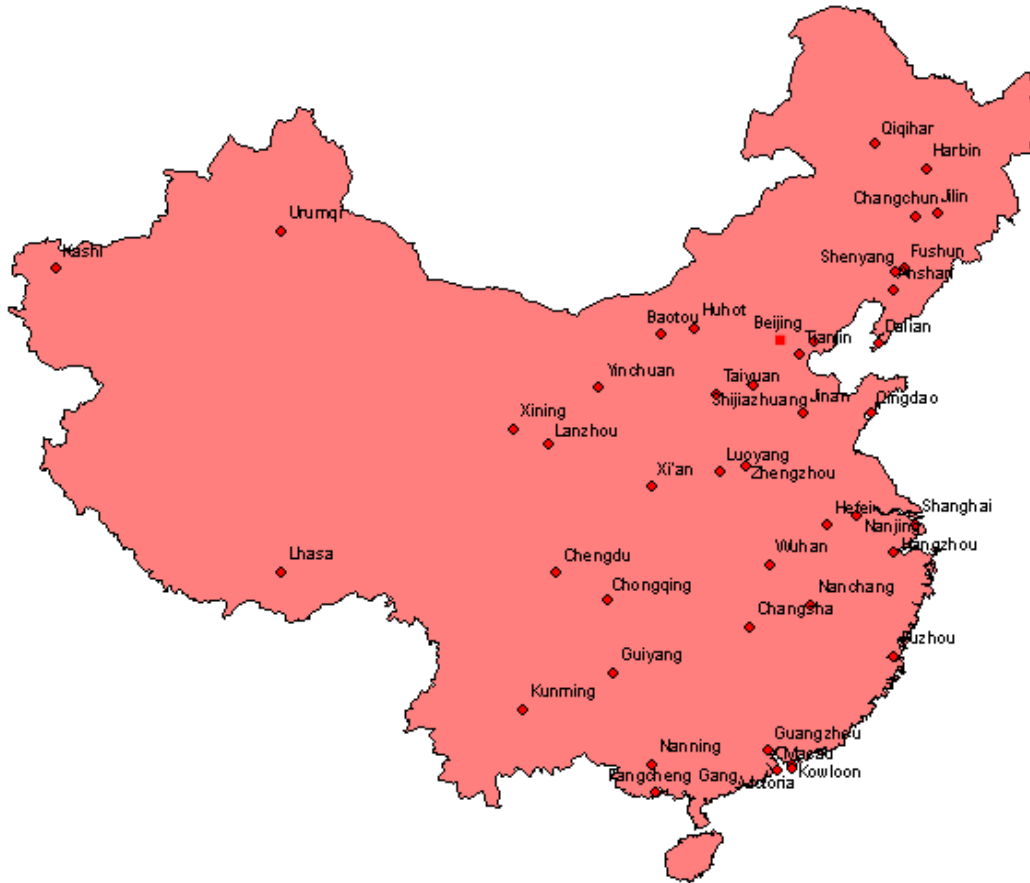 Qiqihar
Harbin
Changchun
Jilin
Urumqi
Kashi
Shenyang
Fushun
Anshan
Baotou
Huhot
Beijing
Tianjin
Dalian
Yinchuan
Taiyuan
Shijiazhuang
Jinan
Qingdao
Xining
Lanzhou
Luoyang
Zhengzhou
Xi'an
Hefei
Shanghai
Nanjing
Hangzhou
Wuhan
Lhasa
Chengdu
Chongqing
Nanchang
Changsha
Fuzhou
Guiyang
Kunming
Guangzhou
Nanning
Macau
Kowloon
Fangcheng Gang
Victoria